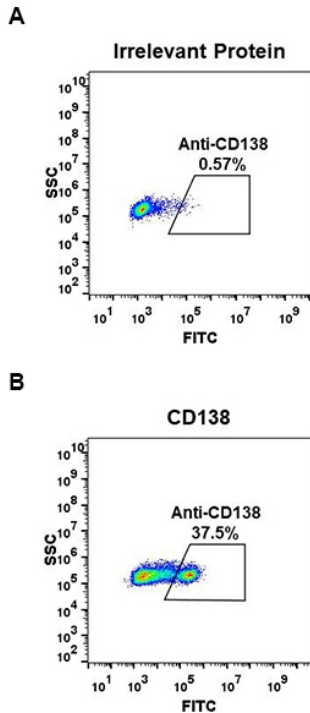 A
Irrelevant Protein
Anti-CD138
0.57%
10^10
10^9
10^8
10^7
10^6
10^5
10^4
10^3
10^2
SSC
10^1 10^3 10^5 10^7 10^9
FITC
B
CD138
Anti-CD138
37.5%
10^10
10^9
10^8
10^7
10^6
10^5
10^4
10^3
10^2
SSC
10^1 10^3 10^5 10^7 10^9
FITC